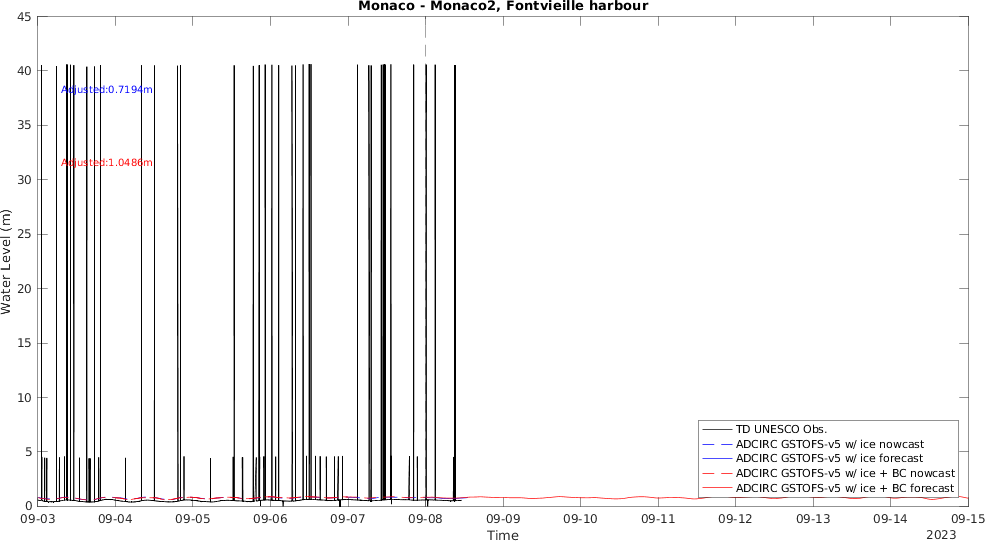 Monaco - Monaco2, Fontvieille harbour
45
40
35
30
25
20
15
10
5
0
Water Level (m)
Adjusted:0.7194m
Adjusted:1.0486m
TD UNESCO Obs.
ADCIRC GSTOFS-v5 w/ ice nowcast
ADCIRC GSTOFS-v5 w/ ice forecast
ADCIRC GSTOFS-v5 w/ ice + BC nowcast
ADCIRC GSTOFS-v5 w/ ice + BC forecast
09-03 09-04 09-05 09-06 09-07 09-08 09-09 09-10 09-11 09-12 09-13 09-14 09-15
Time
2023